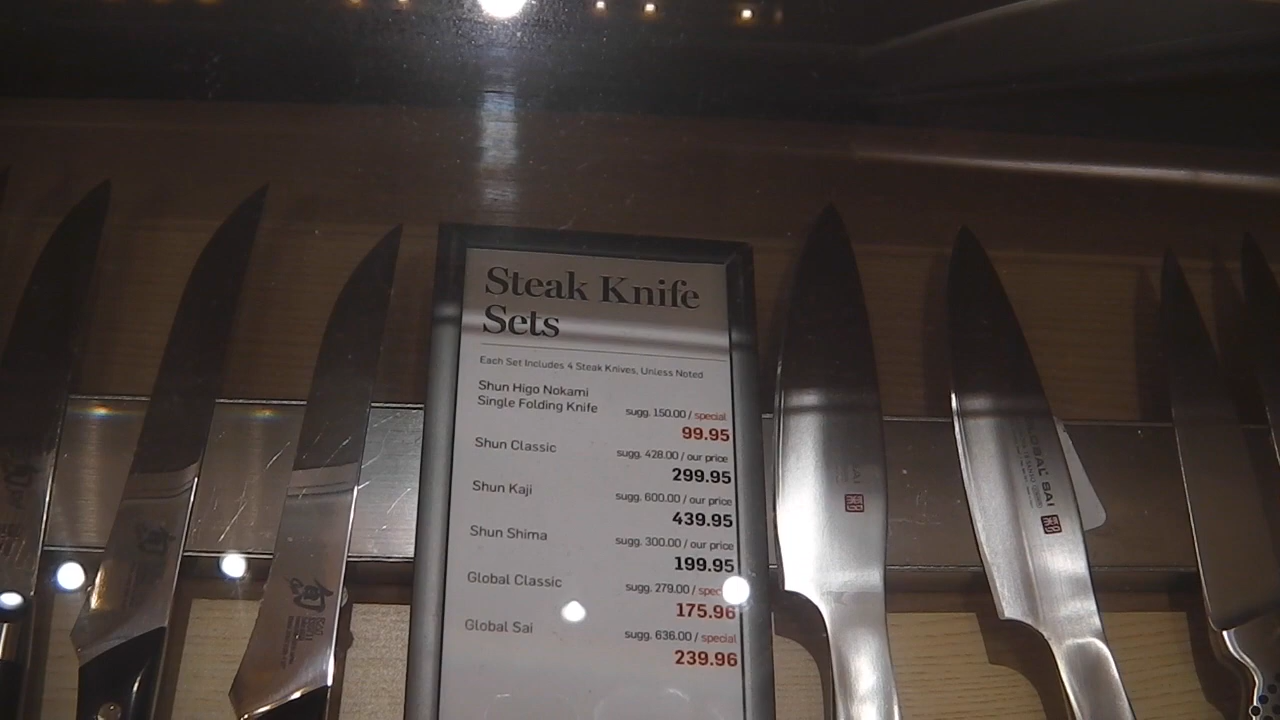 Steak Knife
Sets
Each Set Includes 4 Steak Knives, Unless Noted
Shun Higo Nokami
Single Folding Knife
sugg. 150.00 / special
99.95
Shun Classic
sugg. 428.00 / our price
299.95
Shun Kaji
sugg. 600.00 / our price
439.95
Shun Shima
sugg. 300.00 / our price
199.95
Global Classic
sugg. 279.00 / spec
175.96
Global Sai
sugg. 636.00 / special
239.96
SAI
GLOBAL SAI
旬